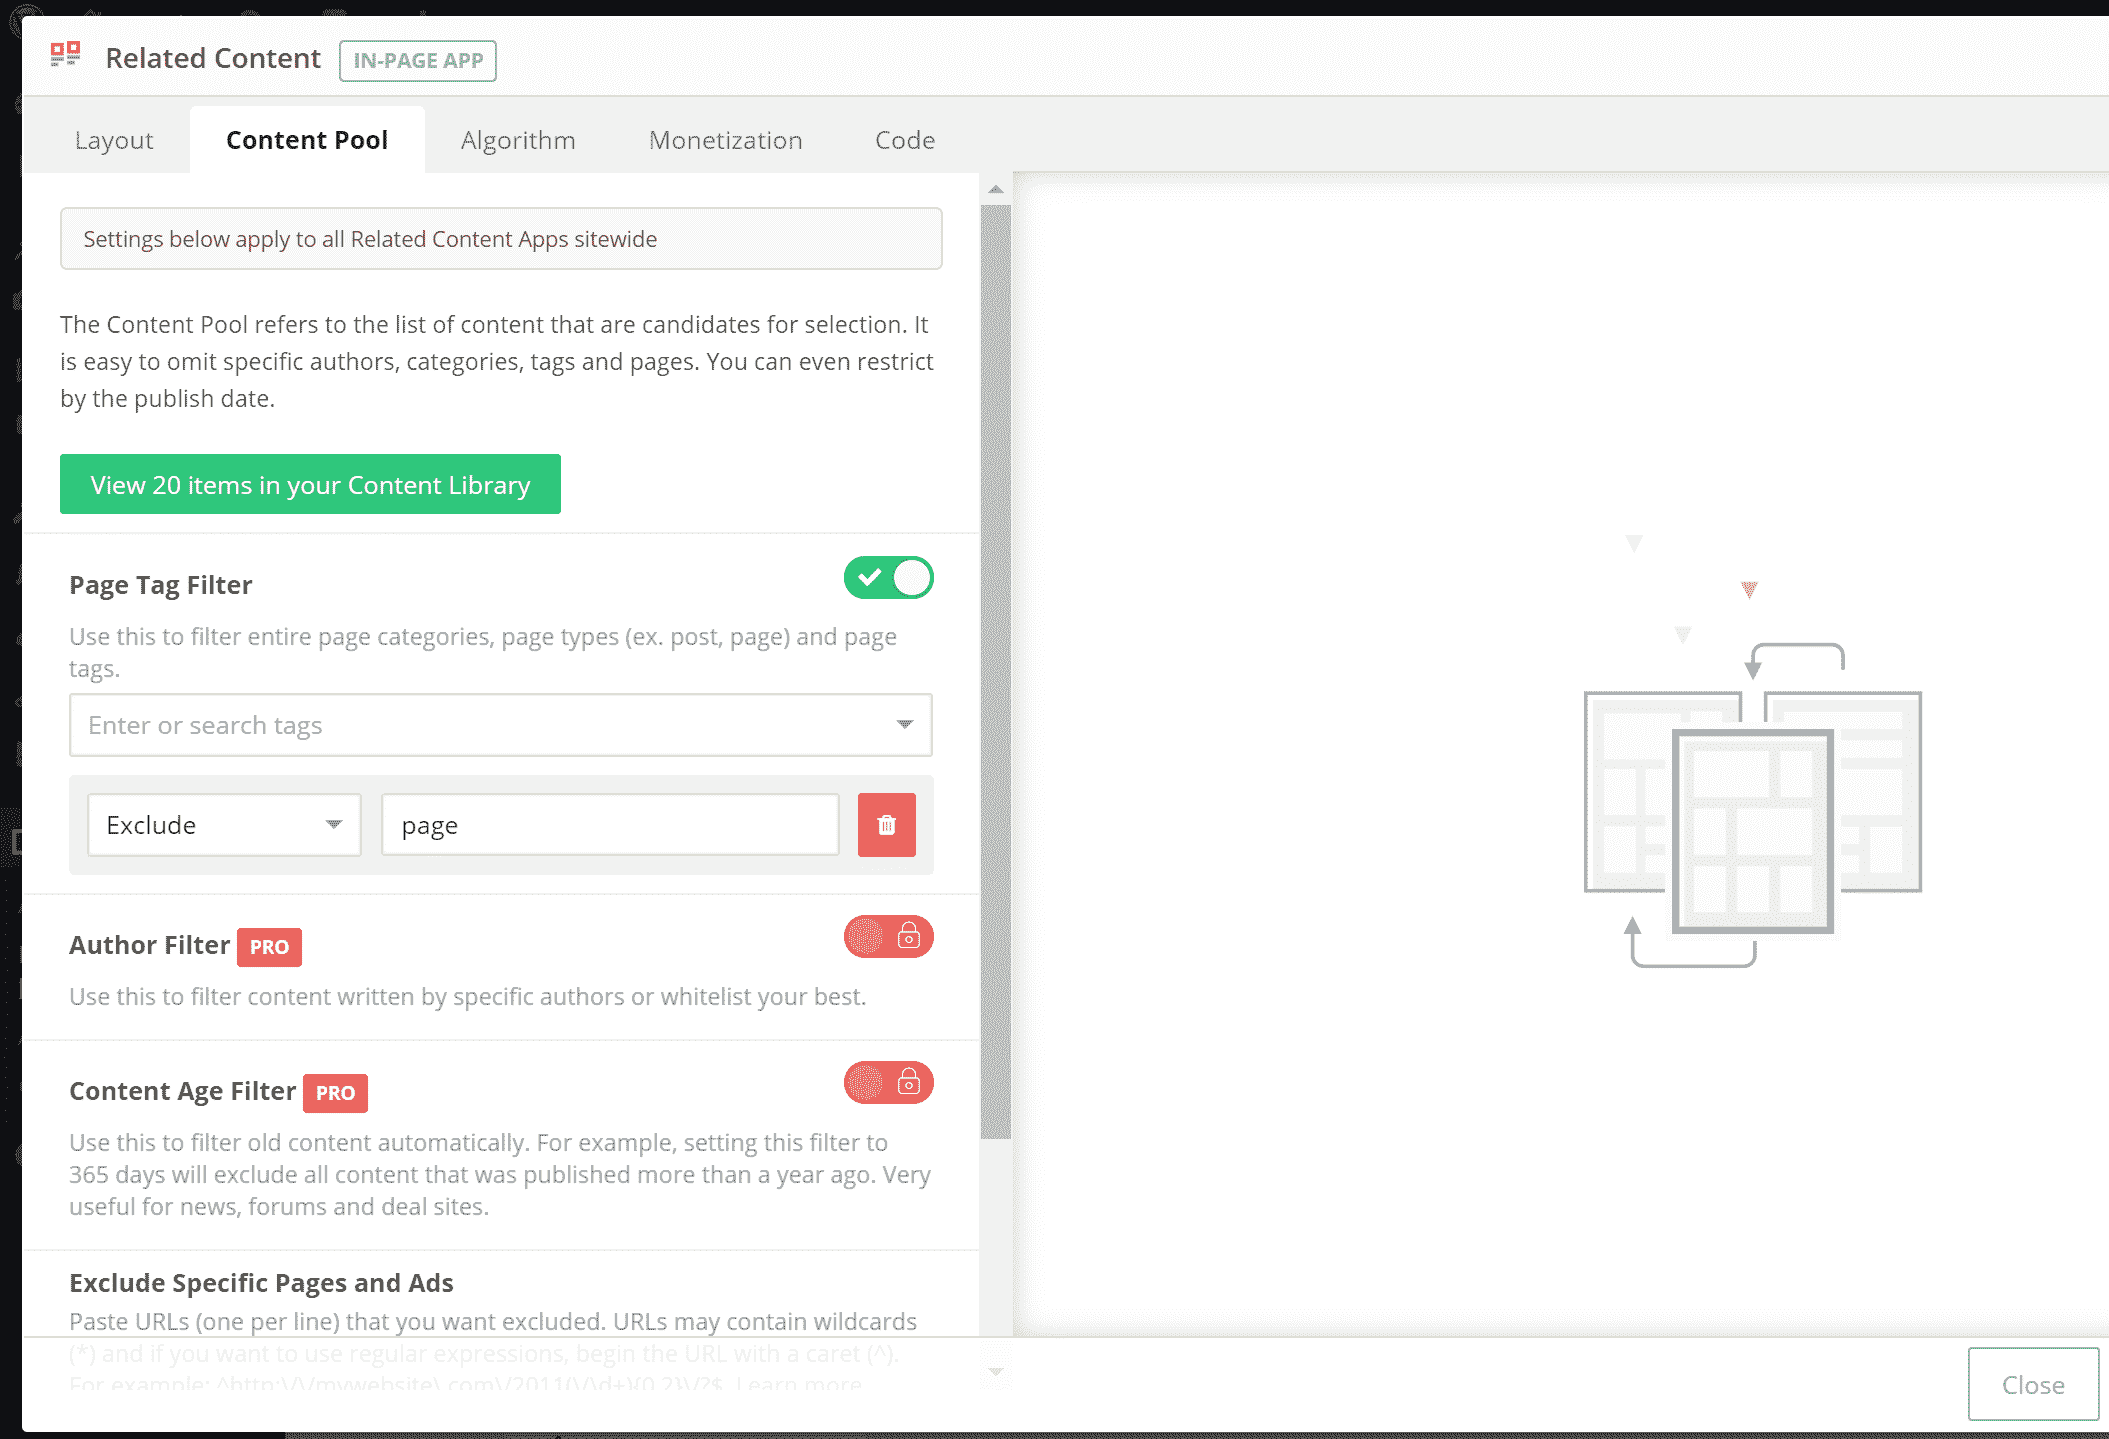 Related Content
IN-PAGE APP
Layout
Content Pool
Algorithm
Monetization
Code
Settings below apply to all Related Content Apps sitewide
The Content Pool refers to the list of content that are candidates for selection. It
is easy to omit specific authors, categories, tags and pages. You can even restrict
by the publish date.
View 20 items in your Content Library
Page Tag Filter
Use this to filter entire page categories, page types (ex. post, page) and page
tags.
Enter or search tags
Exclude
page
Author Filter PRO
Use this to filter content written by specific authors or whitelist your best.
Content Age Filter PRO
Use this to filter old content automatically. For example, setting this filter to
365 days will exclude all content that was published more than a year ago. Very
useful for news, forums and deal sites.
Exclude Specific Pages and Ads
Paste URLs (one per line) that you want excluded. URLs may contain wildcards
(*) and if you want to use regular expressions, begin the URL with a caret (^).
For example: ^http:\/\/mywebsite\.com\/2011(\/\d+){0,2}\/?$. Learn more
Close